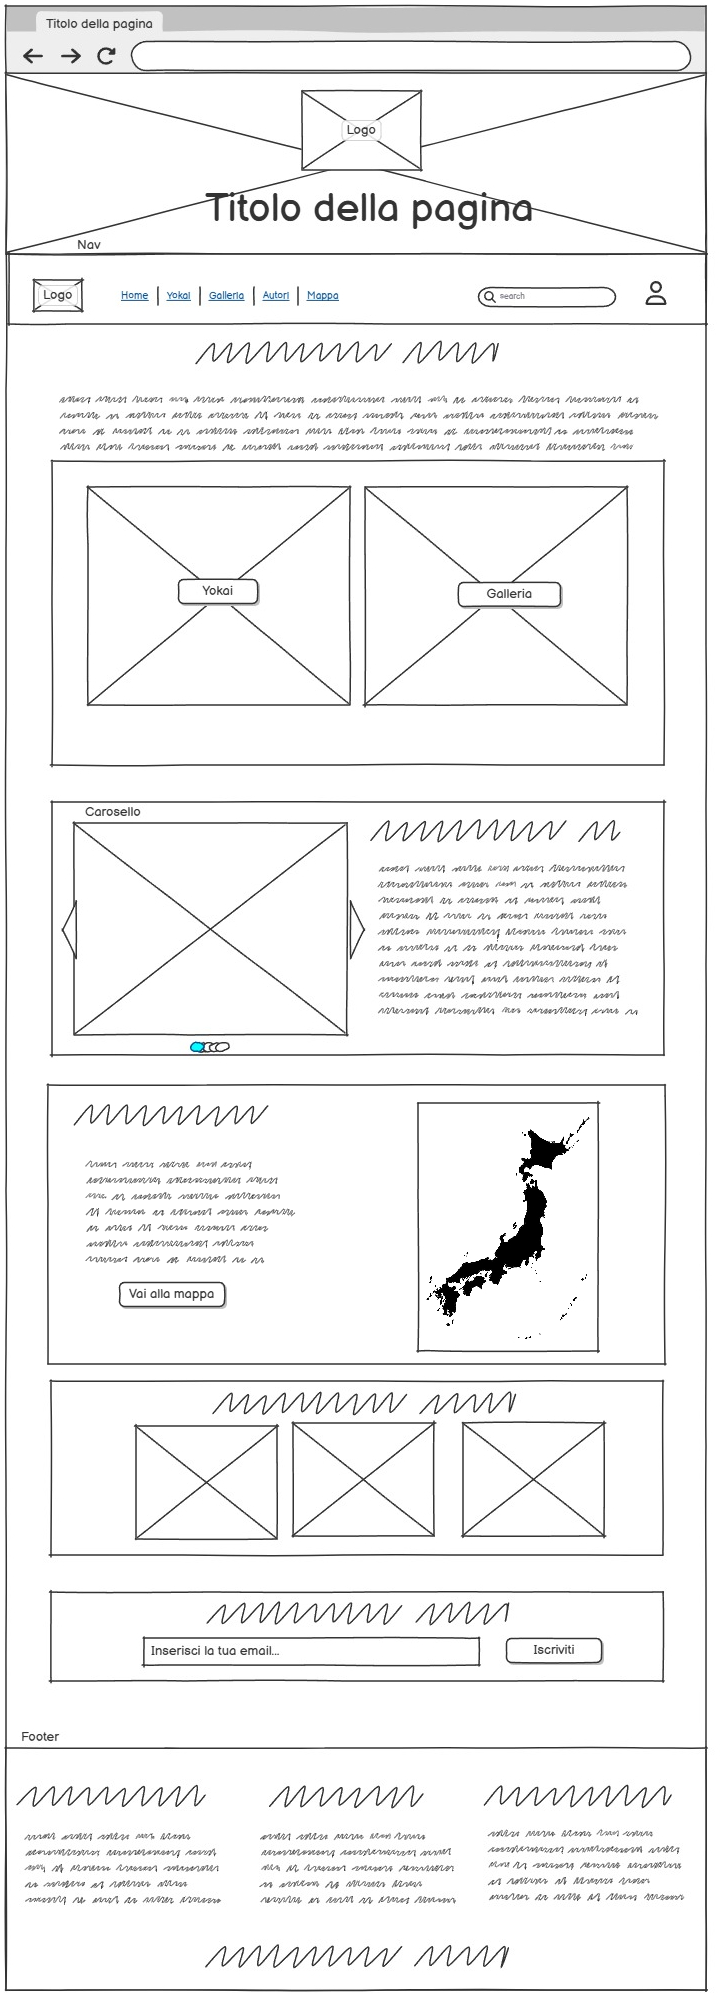 Titolo della pagina
Logo
Titolo della pagina
Nav
Logo
Home
Yokai
Galleria
Autori
Mappa
search
Yokai
Galleria
Carosello
Vai alla mappa
Inserisci la tua email...
Iscriviti
Footer